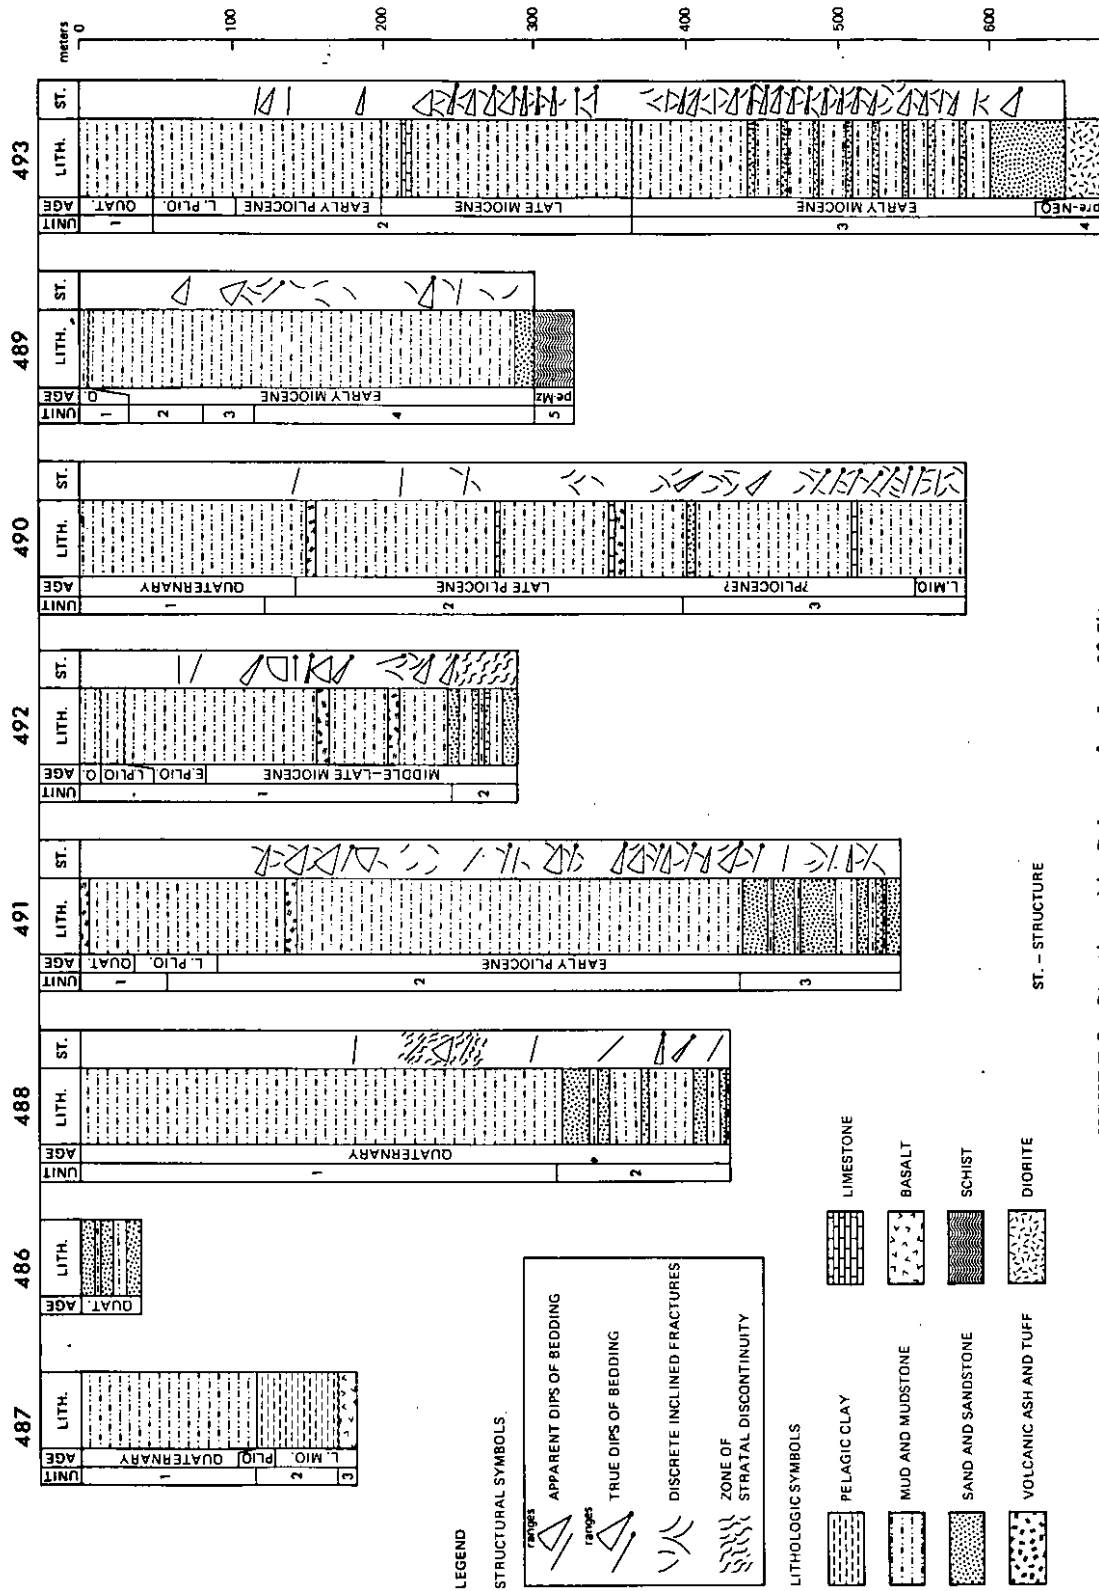 487
UNIT
AGE
LITH.
1
2
3
QUATERNARY
PLIO.
L. MIO.
486
AGE
LITH.
QUAT.
488
UNIT
AGE
LITH.
ST.
1
2
QUATERNARY
491
UNIT
AGE
LITH.
ST.
1
2
3
QUAT.
L. PLIO.
EARLY PLIOCENE
492
UNIT
AGE
LITH.
ST.
1
2
Q.
L.PLIO.
E.PLIO.
MIDDLE-LATE MIOCENE
490
UNIT
AGE
LITH.
ST.
1
2
3
QUATERNARY
LATE PLIOCENE
?PLIOCENE?
L.MIO.
489
UNIT
AGE
LITH.
ST.
1
2
3
4
5
Q.
EARLY MIOCENE
pe-Mz
493
UNIT
AGE
LITH.
ST.
1
2
3
4
QUAT.
L. PLIO.
EARLY PLIOCENE
LATE MIOCENE
EARLY MIOCENE
Q
pre-NEO
meters
0
100
200
300
400
500
600
LEGEND
STRUCTURAL SYMBOLS
ranges
APPARENT DIPS OF BEDDING
ranges
TRUE DIPS OF BEDDING
DISCRETE INCLINED FRACTURES
ZONE OF
STRATAL DISCONTINUITY
LITHOLOGIC SYMBOLS
PELAGIC CLAY
MUD AND MUDSTONE
SAND AND SANDSTONE
VOLCANIC ASH AND TUFF
LIMESTONE
BASALT
SCHIST
DIORITE
ST. – STRUCTURE